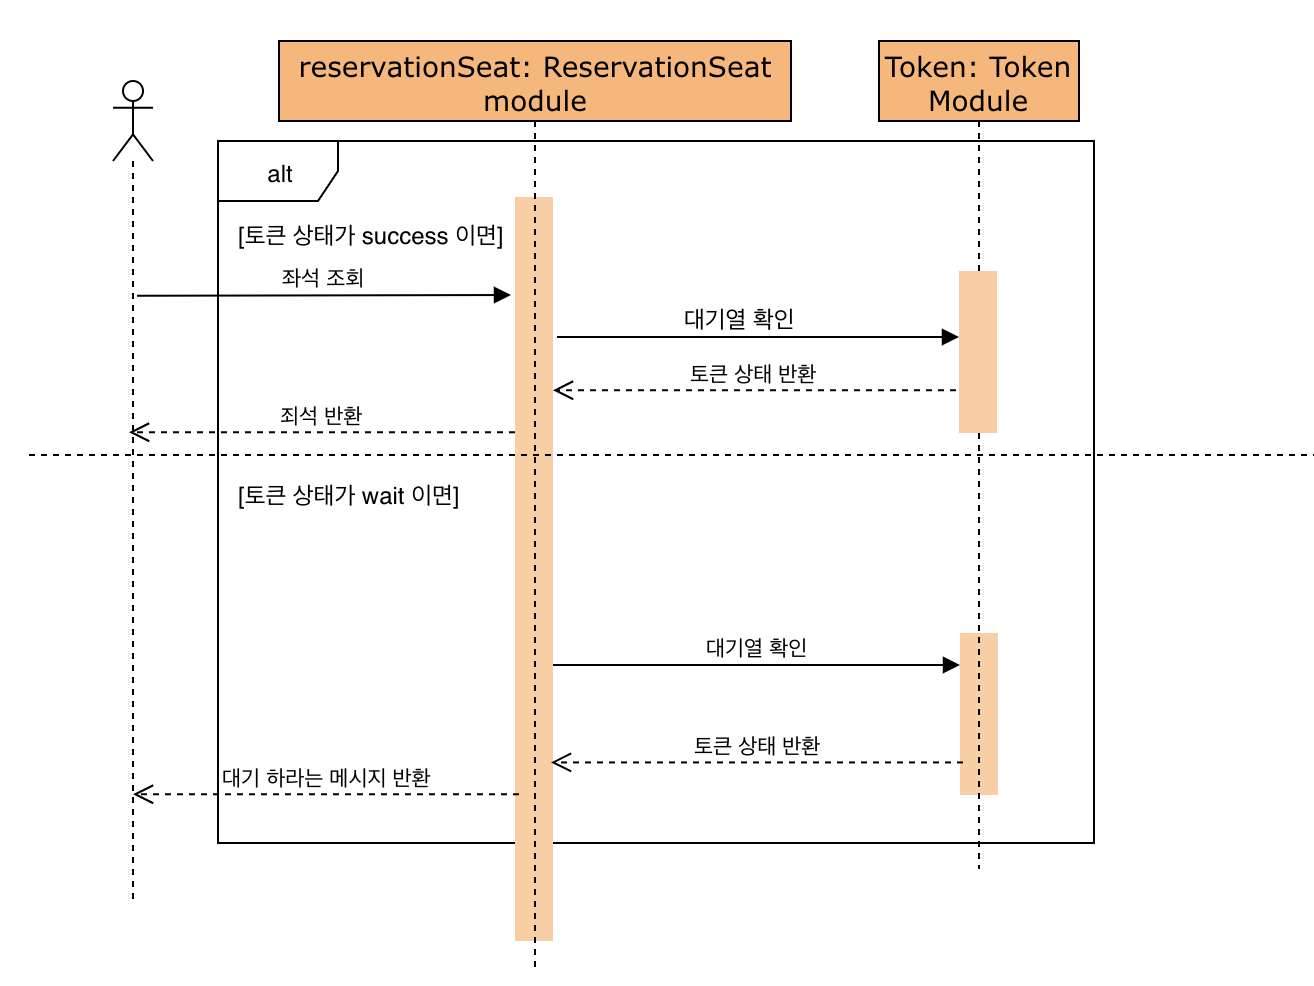 reservationSeat: ReservationSeat
module
Token: Token
Module
alt
[토큰 상태가 success 이면]
좌석 조회
대기열 확인
토큰 상태 반환
죄석 반환
[토큰 상태가 wait 이면]
대기열 확인
토큰 상태 반환
대기 하라는 메시지 반환